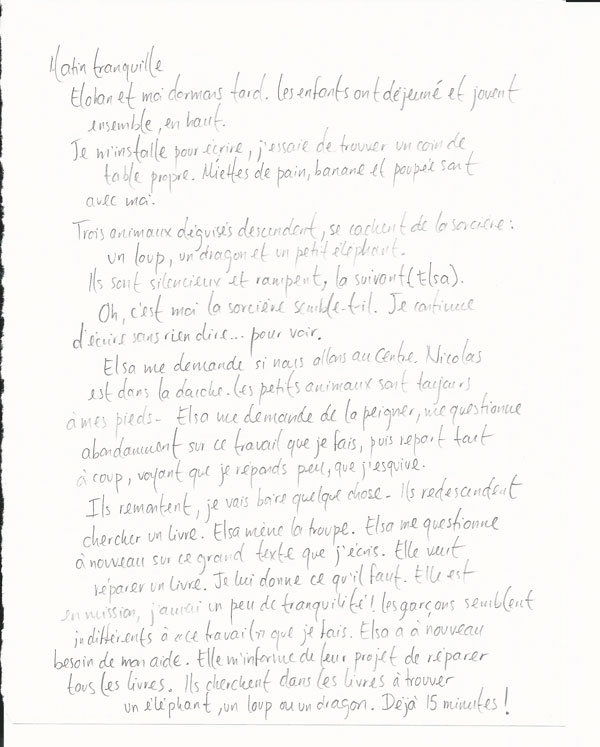 Matin tranquille
Elohan et moi dormons tard. Les enfants ont déjeuné et jouent
ensemble, en haut.
Je m'installe pour écrire, j'essaie de trouver un coin de
table propre. Miettes de pain, banane et poupée sont
avec moi.
Trois animaux déguisés descendent, se cachent de la sorcière :
un loup, un dragon et un petit éléphant.
Ils sont silencieux et rampent, la suivant (Elsa).
Oh, c'est moi la sorcière semble-t-il. Je continue
d'écrire sans rien dire... pour voir.
Elsa me demande si nous allons au Centre. Nicolas
est dans la douche. Les petits animaux sont toujours
à mes pieds - Elsa me demande de la peigner, me questionne
abondamment sur ce travail que je fais, puis repart tout
à coup, voyant que je réponds peu, que j'esquive.
Ils remontent, je vais boire quelque chose - Ils redescendent
chercher un livre. Elsa mène la troupe. Elsa me questionne
à nouveau sur ce grand texte que j'écris. Elle veut
réparer un livre. Je lui donne ce qu'il faut. Elle est
en mission, j'aurai un peu de tranquilité ! les garçons semblent
indifférents à « ce travail » que je fais. Elsa a à nouveau
besoin de mon aide. Elle m'informe de leur projet de réparer
tous les livres. Ils cherchent dans les livres à trouver
un éléphant, un loup ou un dragon. Déjà 15 minutes !